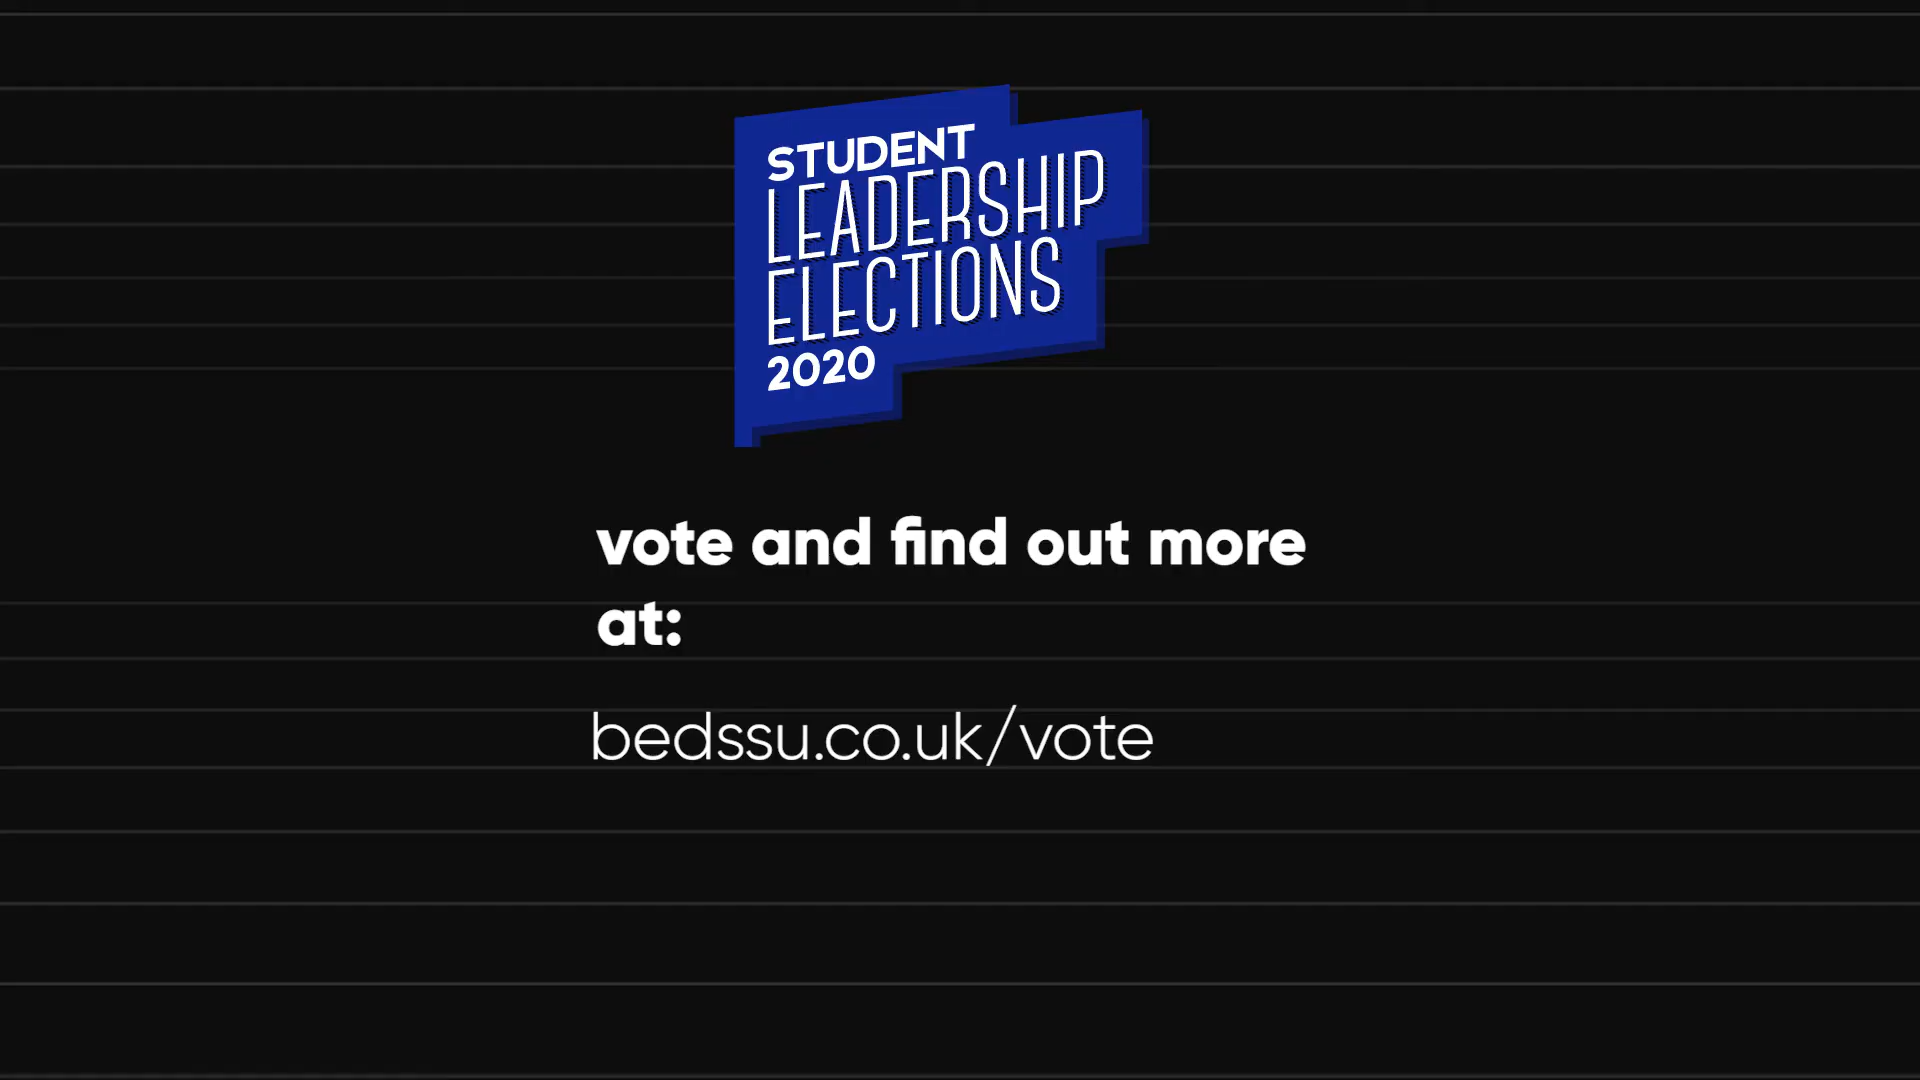 STUDENT
LEADERSHIP
ELECTIONS
2020
vote and find out more
at:
bedssu.co.uk/vote